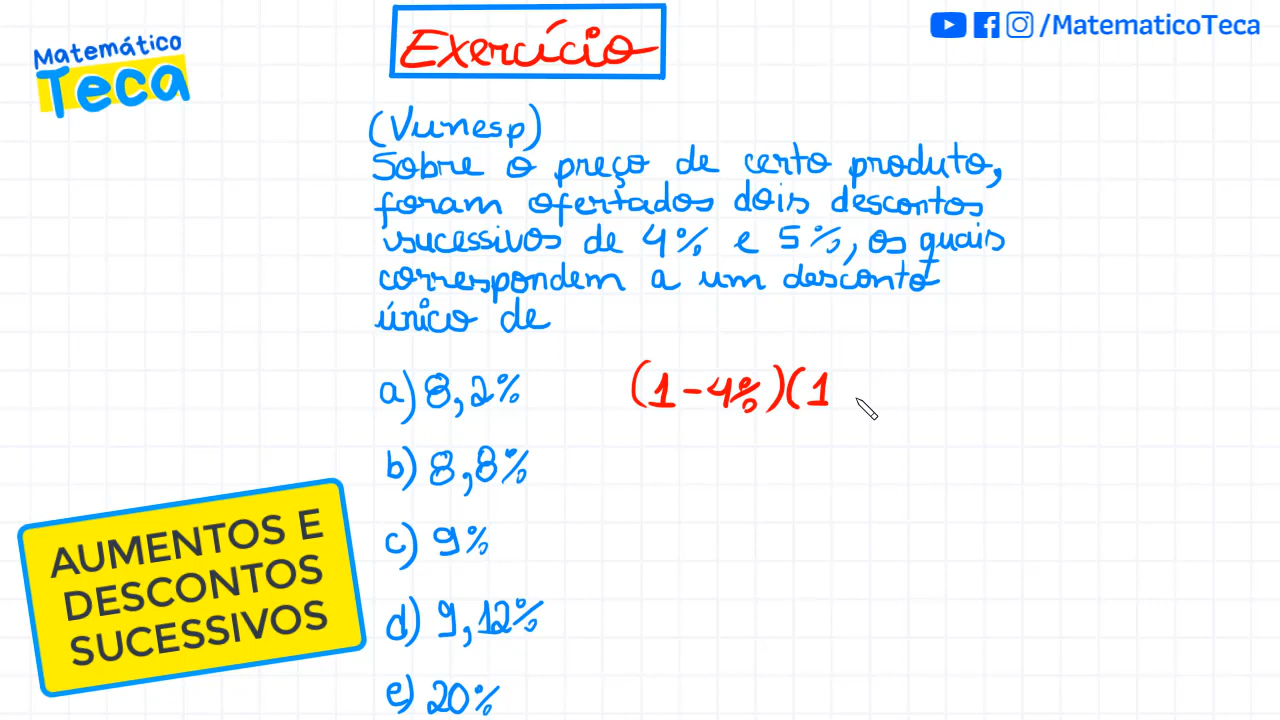 Matemático
Teca
Exercício
/MatematicoTeca
(Vunesp)
Sobre o preço de certo produto,
foram ofertados dois descontos
sucessivos de 4% e 5%, os quais
correspondem a um desconto
único de
a) 8,2%
(1-4%)(1
b) 8,8%
c) 9%
d) 9,12%
e) 20%
AUMENTOS E
DESCONTOS
SUCESSIVOS